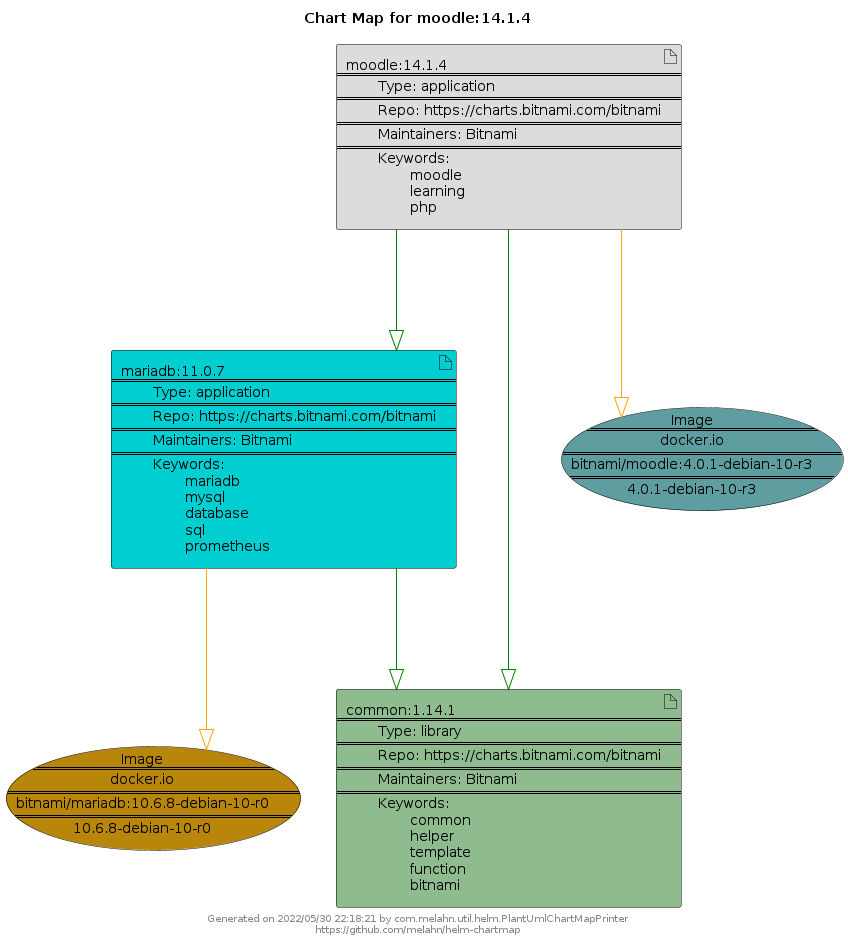 Chart Map for moodle:14.1.4
moodle:14.1.4
Type: application
Repo: https://charts.bitnami.com/bitnami
Maintainers: Bitnami
Keywords:
moodle
learning
php
mariadb:11.0.7
Type: application
Repo: https://charts.bitnami.com/bitnami
Maintainers: Bitnami
Keywords:
mariadb
mysql
database
sql
prometheus
Image
docker.io
bitnami/moodle:4.0.1-debian-10-r3
4.0.1-debian-10-r3
Image
docker.io
bitnami/mariadb:10.6.8-debian-10-r0
10.6.8-debian-10-r0
common:1.14.1
Type: library
Repo: https://charts.bitnami.com/bitnami
Maintainers: Bitnami
Keywords:
common
helper
template
function
bitnami
Generated on 2022/05/30 22:18:21 by com.melahn.util.helm.PlantUmlChartMapPrinter
https://github.com/melahn/helm-chartmap